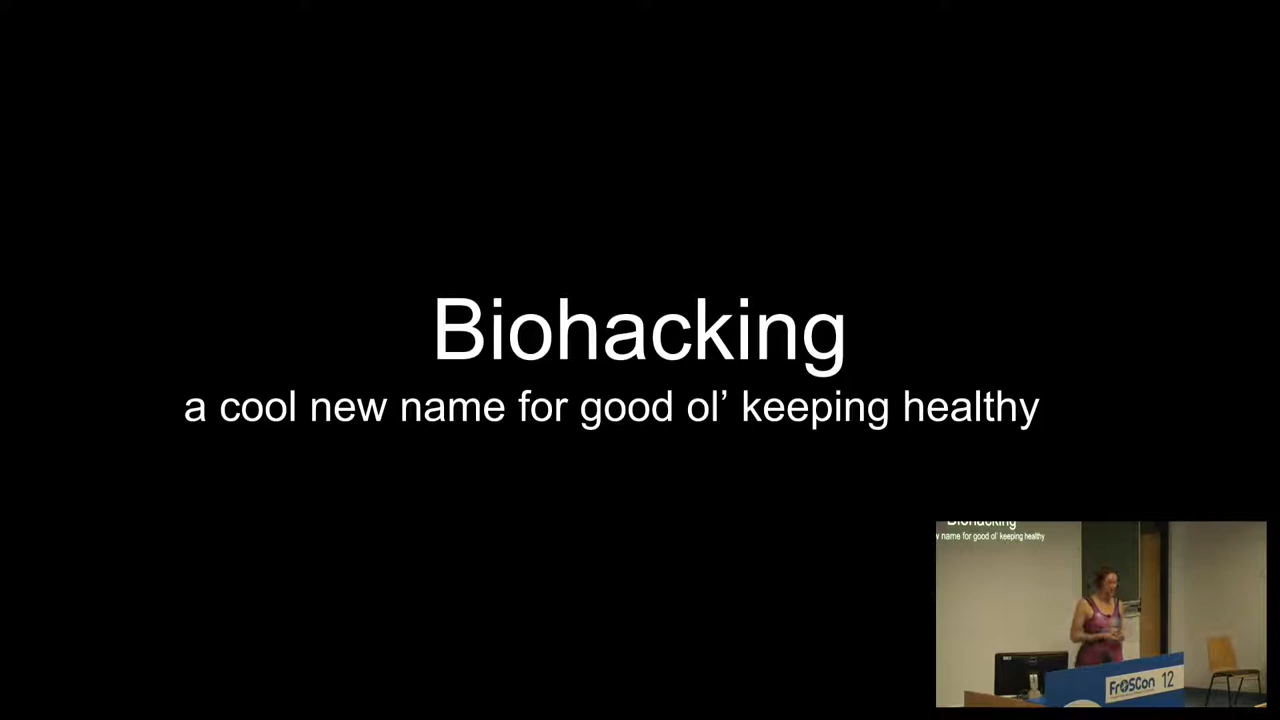 Biohacking
a cool new name for good ol’ keeping healthy
Biohacking
w name for good ol’ keeping healthy
FrOSCon 12